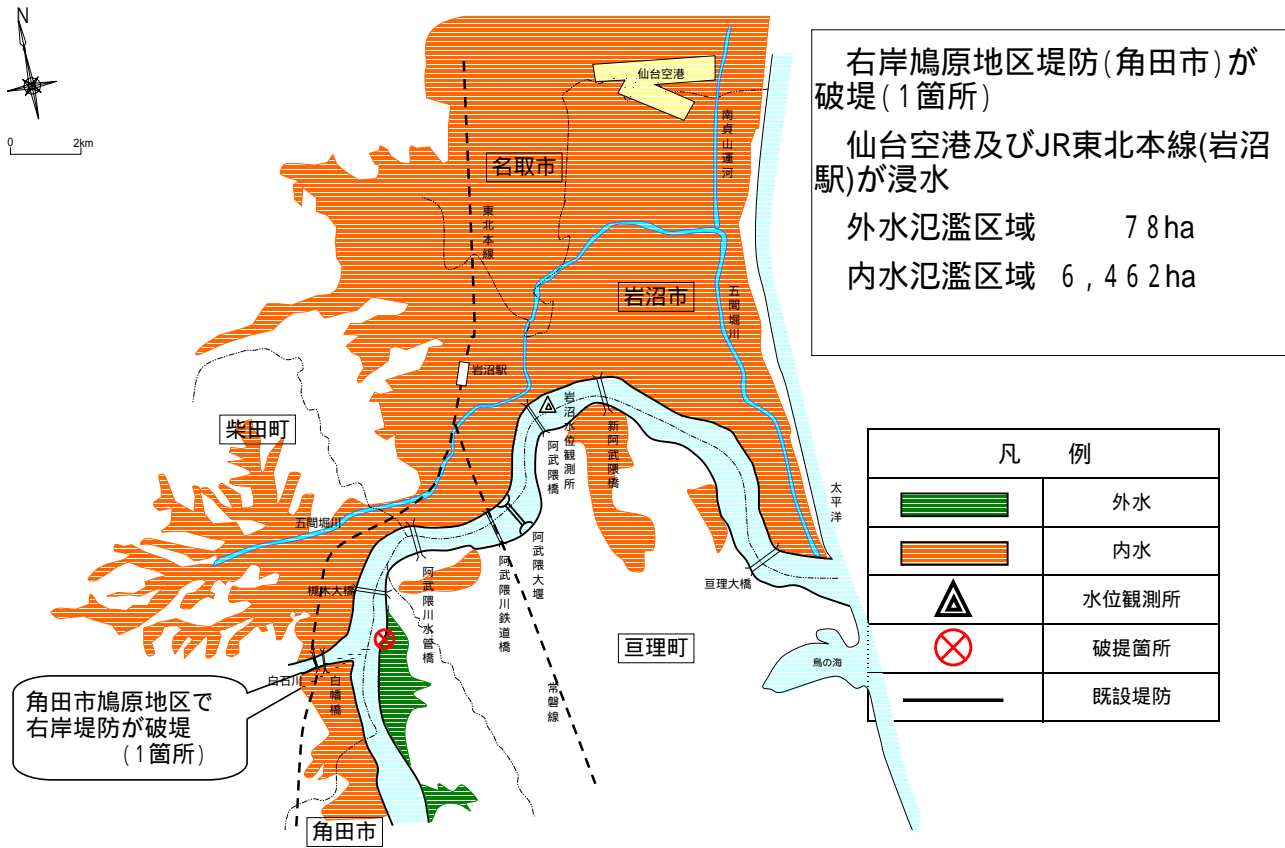 N
0 2km
仙台空港
南貞山運河
名取市
東北本線
岩沼市
五間堀川
岩沼駅
柴田町
岩沼水位観測所
阿武隈橋
新阿武隈橋
太平洋
五間堀川
阿武隈大堰
阿武隈川鉄道橋
阿武隈川水管橋
槻木大橋
亘理大橋
亘理町
鳥の海
白石川
白幡橋
常磐線
角田市
角田市鳩原地区で
右岸堤防が破堤
(1箇所)
右岸鳩原地区堤防(角田市)が
破堤(1箇所)
仙台空港及びJR東北本線(岩沼
駅)が浸水
外水氾濫区域 78ha
内水氾濫区域 6,462ha
凡 例
外水
内水
水位観測所
破提箇所
既設堤防